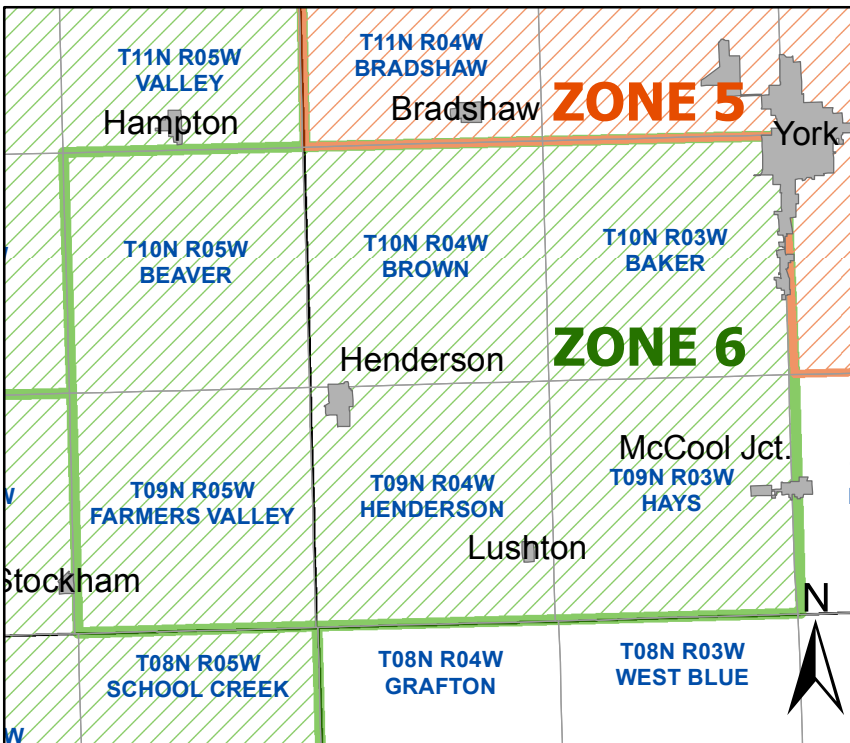 T11N R05W
VALLEY
T11N R04W
BRADSHAW
Hampton
Bradshaw
ZONE 5
York
T10N R05W
BEAVER
T10N R04W
BROWN
T10N R03W
BAKER
Henderson
ZONE 6
McCool Jct.
T09N R05W
FARMERS VALLEY
T09N R04W
HENDERSON
T09N R03W
HAYS
W
Lushton
Stockham
N
T08N R05W
SCHOOL CREEK
T08N R04W
GRAFTON
T08N R03W
WEST BLUE
W